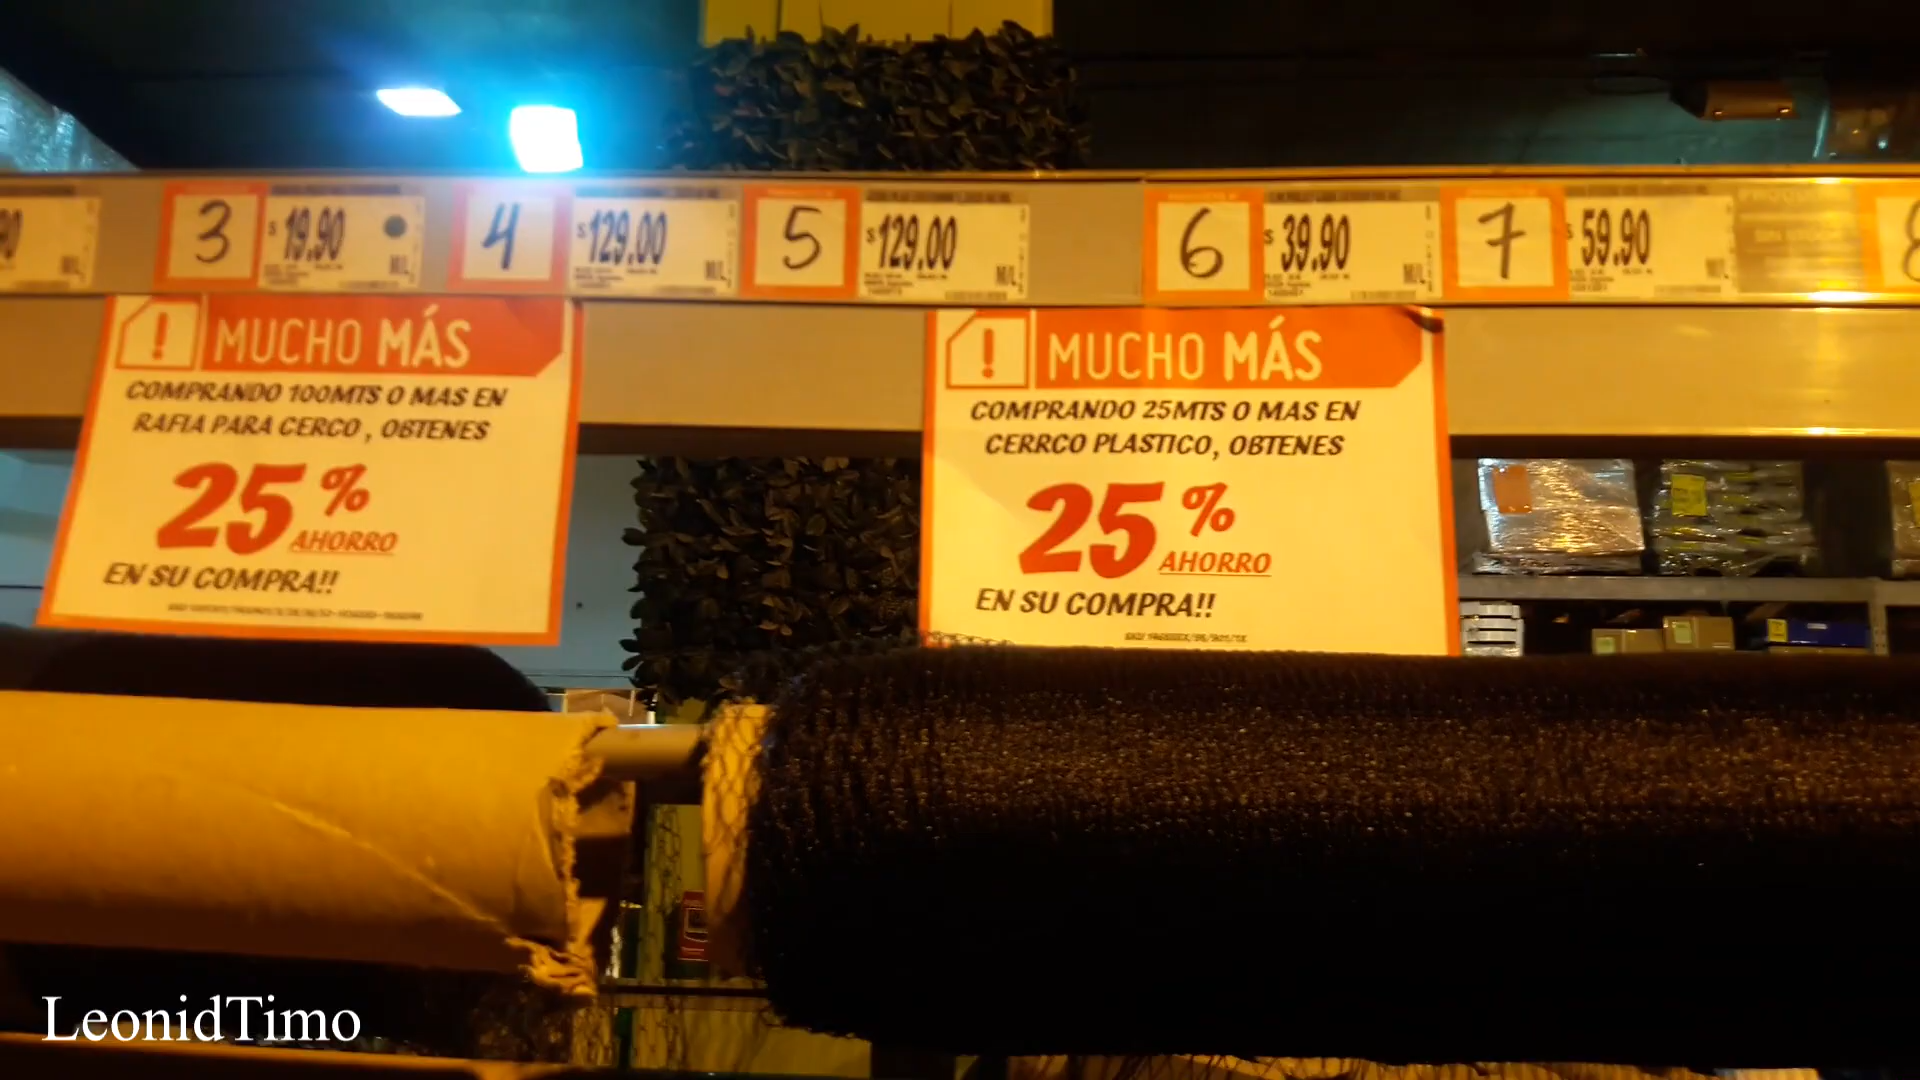 3
$ 19.90
M/L
4
$ 129.00
M/L
5
$ 129.00
M/L
6
$ 39.90
M/L
7
$ 59.90
! MUCHO MÁS
COMPRANDO 100MTS O MAS EN
RAFIA PARA CERCO , OBTENES
25 %
AHORRO
EN SU COMPRA!!
! MUCHO MÁS
COMPRANDO 25MTS O MAS EN
CERRCO PLASTICO, OBTENES
25 %
AHORRO
EN SU COMPRA!!
LeonidTimo